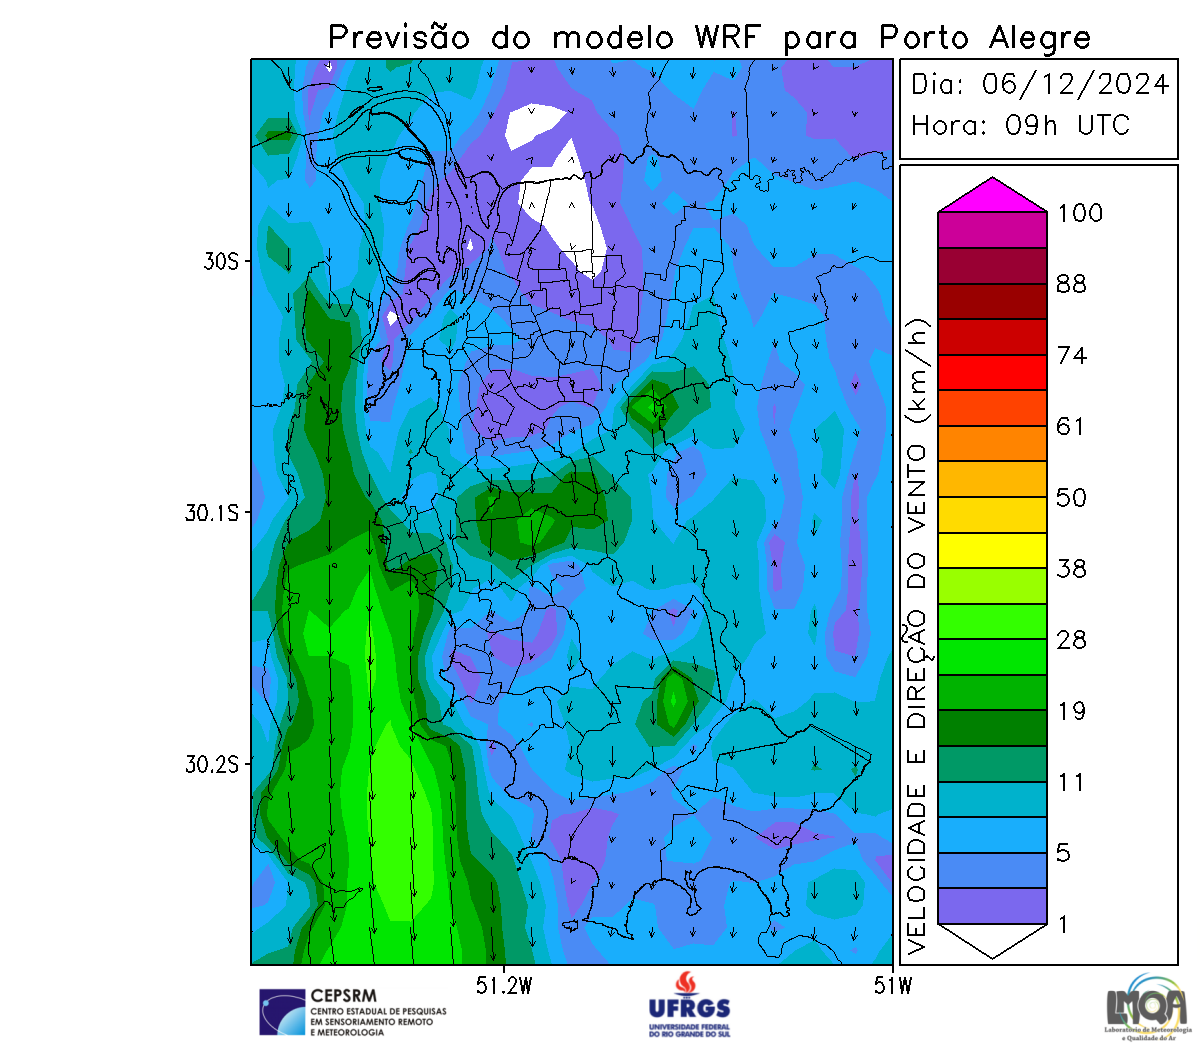 Previsão do modelo WRF para Porto Alegre
Dia: 06/12/2024
Hora: 09h UTC
30S
30.1S
30.2S
51.2W
51W
VELOCIDADE E DIREÇÃO DO VENTO (km/h)
100
88
74
61
50
38
28
19
11
5
1
CEPSRM
CENTRO ESTADUAL DE PESQUISAS
EM SENSORIAMENTO REMOTO
E METEOROLOGIA
UFRGS
UNIVERSIDADE FEDERAL
DO RIO GRANDE DO SUL
LMQA
Laboratório de Meteorologia
e Qualidade do Ar